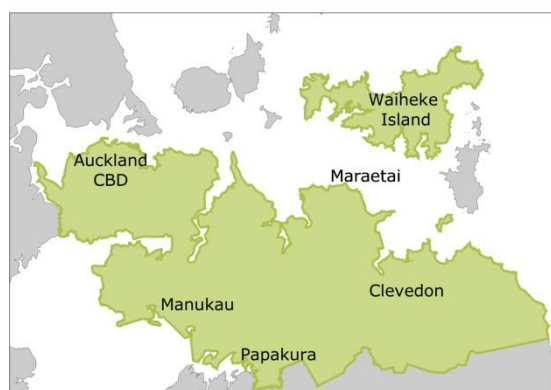 Waiheke
Island
Auckland
CBD
Maraetai
Clevedon
Manukau
Papakura